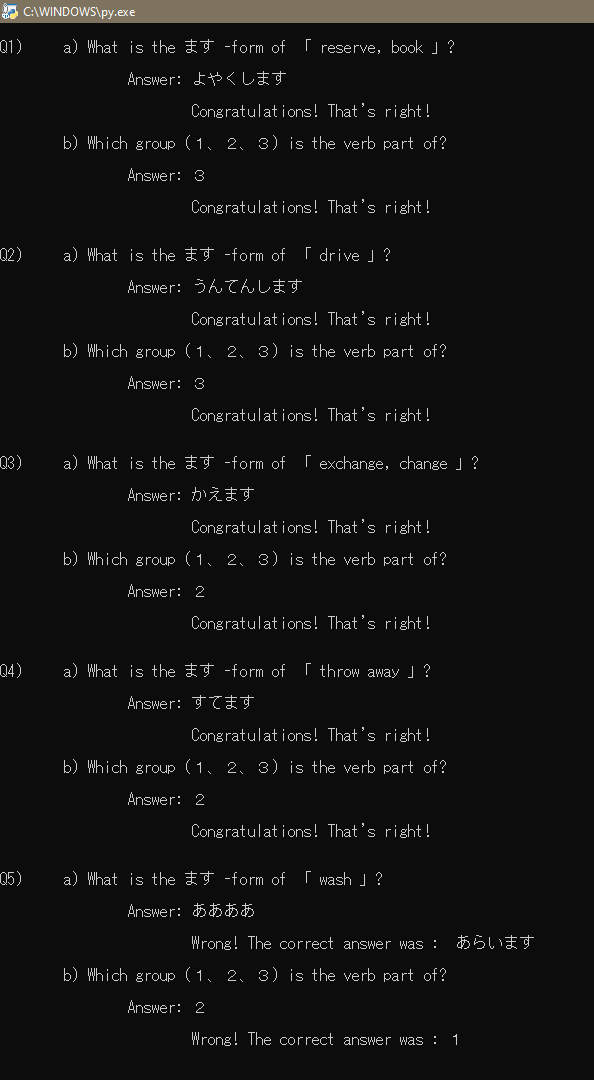 C:\WINDOWS\py.exe
Q1) a) What is the ます -form of 「 reserve, book 」?
Answer: よやくします
Congratulations! That's right!
b) Which group (１、２、３) is the verb part of?
Answer: ３
Congratulations! That's right!
Q2) a) What is the ます -form of 「 drive 」?
Answer: うんてんします
Congratulations! That's right!
b) Which group (１、２、３) is the verb part of?
Answer: ３
Congratulations! That's right!
Q3) a) What is the ます -form of 「 exchange, change 」?
Answer: かえます
Congratulations! That's right!
b) Which group (１、２、３) is the verb part of?
Answer: ２
Congratulations! That's right!
Q4) a) What is the ます -form of 「 throw away 」?
Answer: すてます
Congratulations! That's right!
b) Which group (１、２、３) is the verb part of?
Answer: ２
Congratulations! That's right!
Q5) a) What is the ます -form of 「 wash 」?
Answer: ああああ
Wrong! The correct answer was : あらいます
b) Which group (１、２、３) is the verb part of?
Answer: ２
Wrong! The correct answer was : １